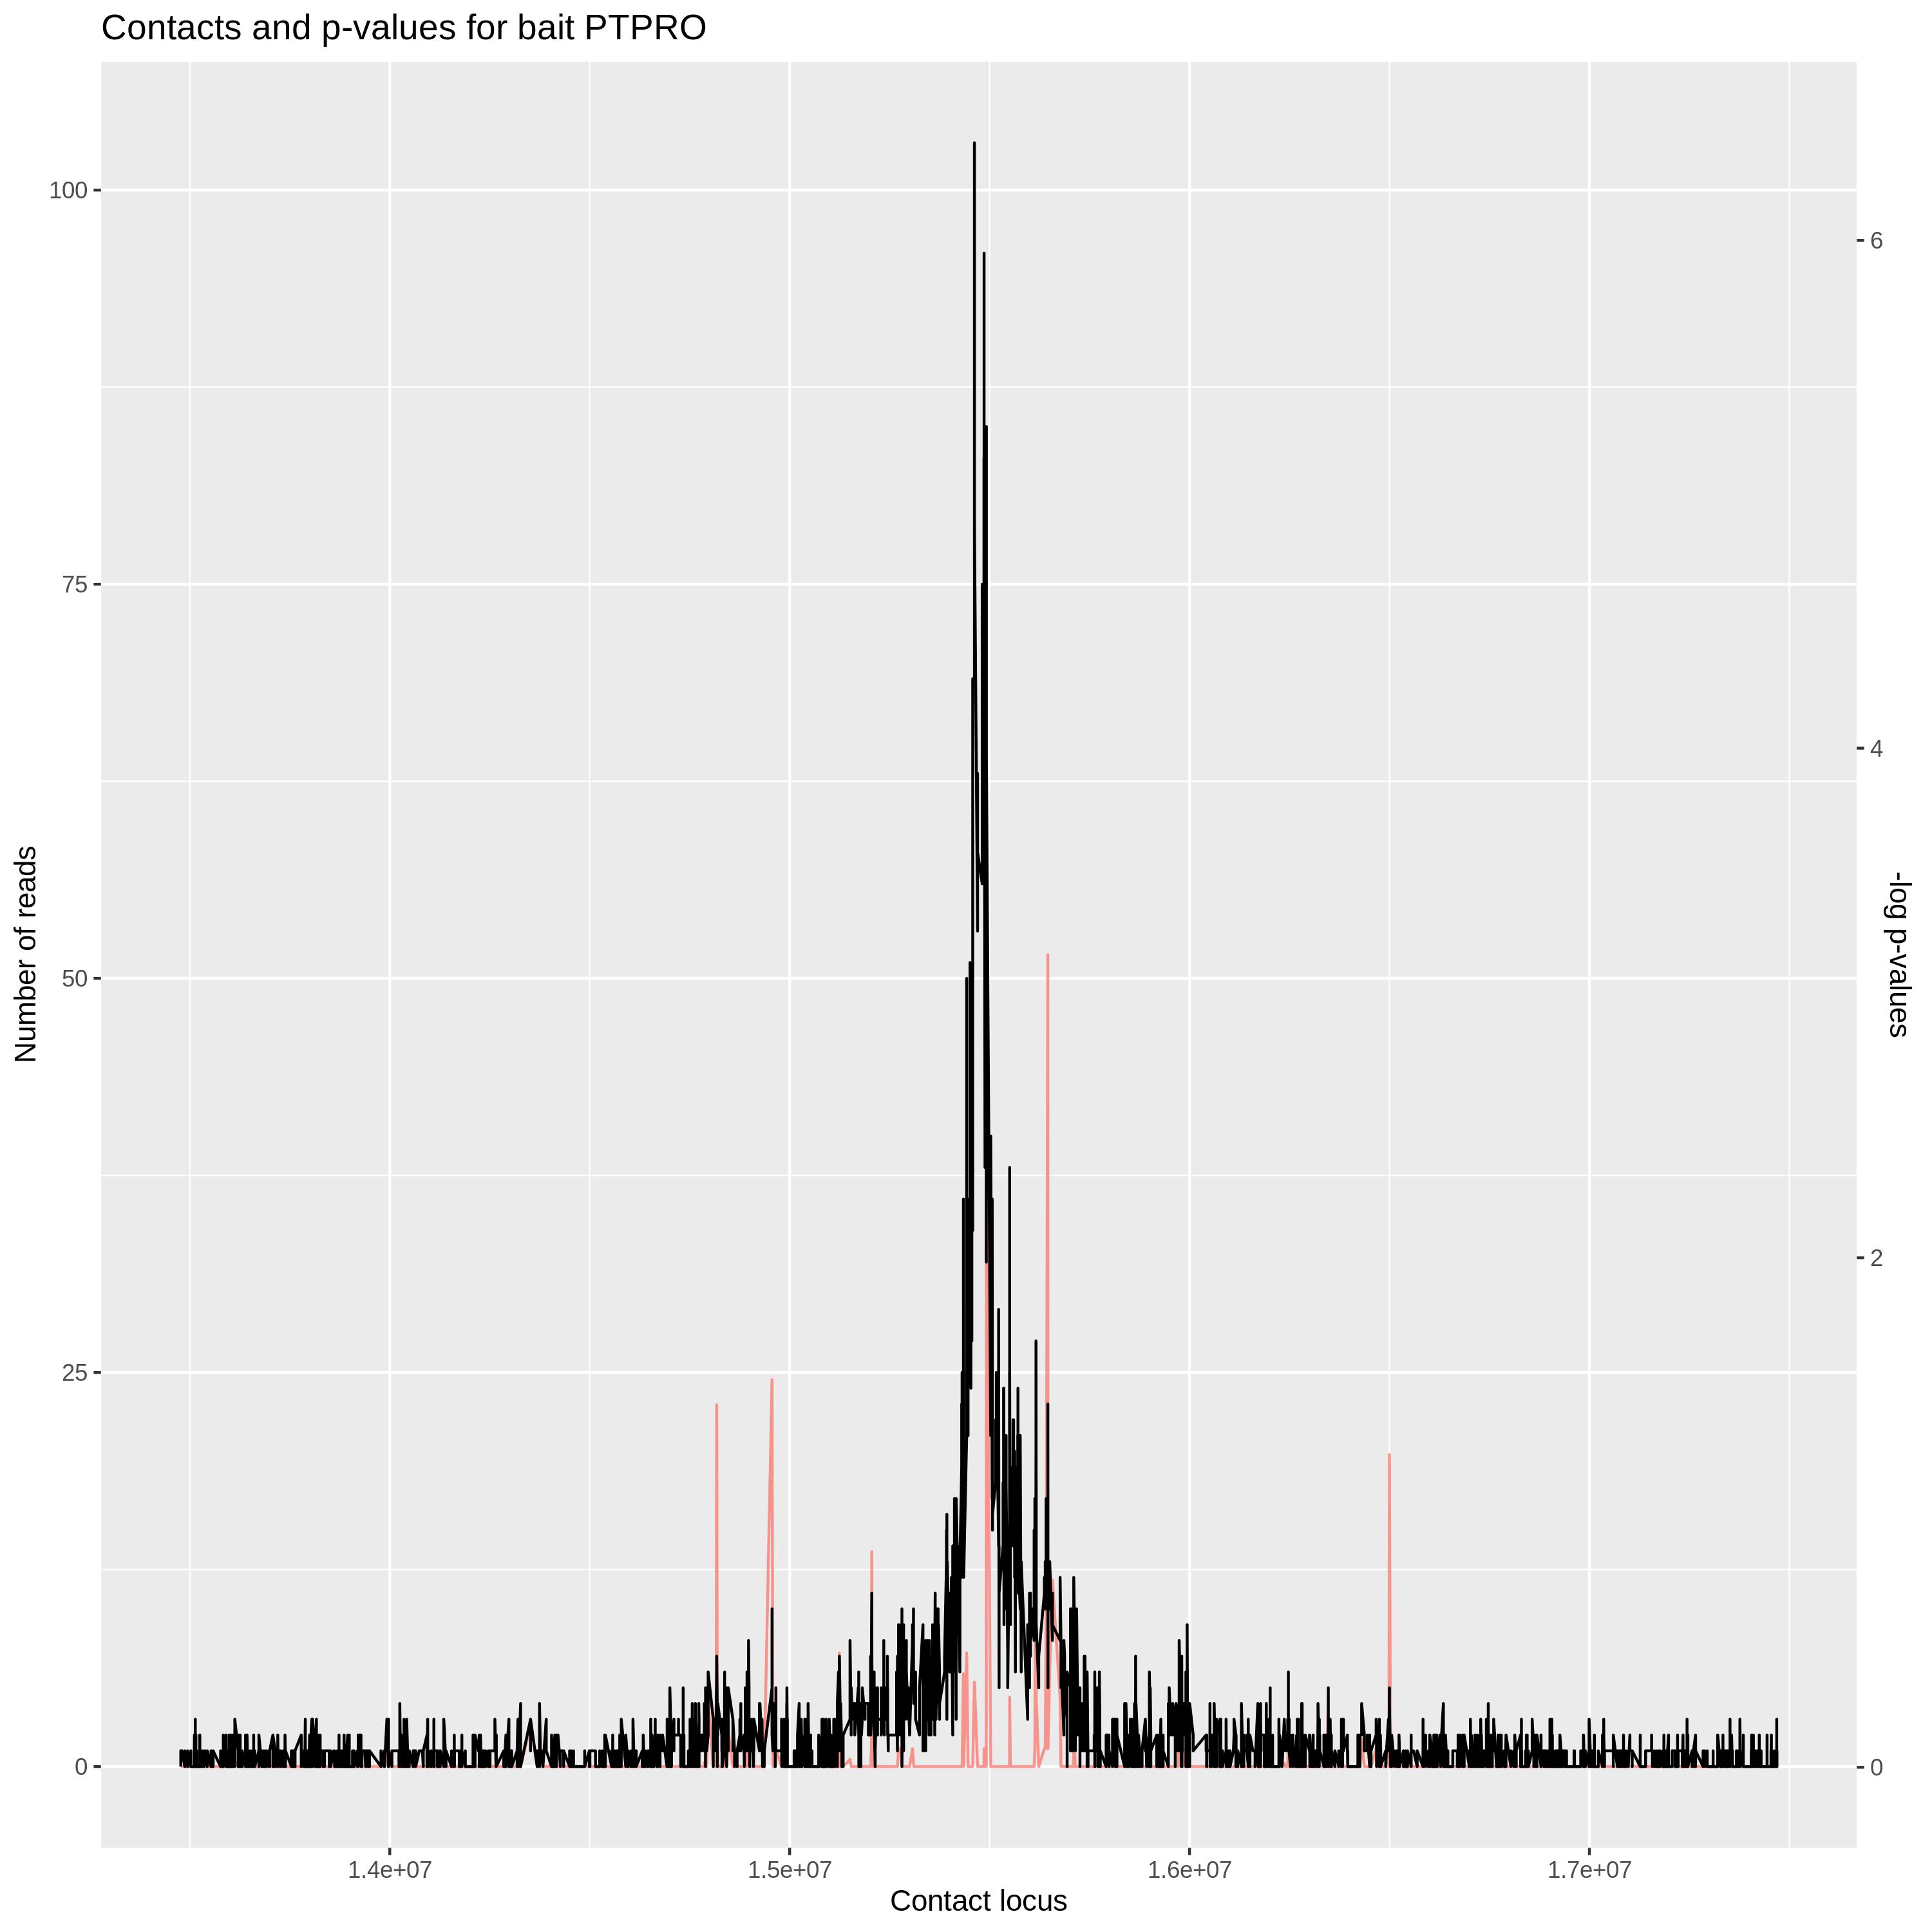 Contacts and p-values for bait PTPRO
100
75
50
25
0
Number of reads
6
4
2
0
-log p-values
1.4e+07
1.5e+07
1.6e+07
1.7e+07
Contact locus